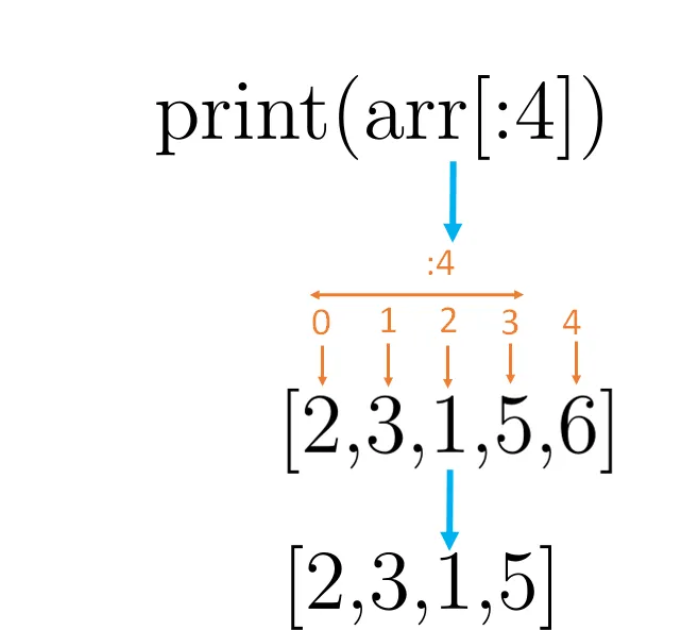 print(arr[:4])
:4
0 1 2 3 4
[2,3,1,5,6]
[2,3,1,5]